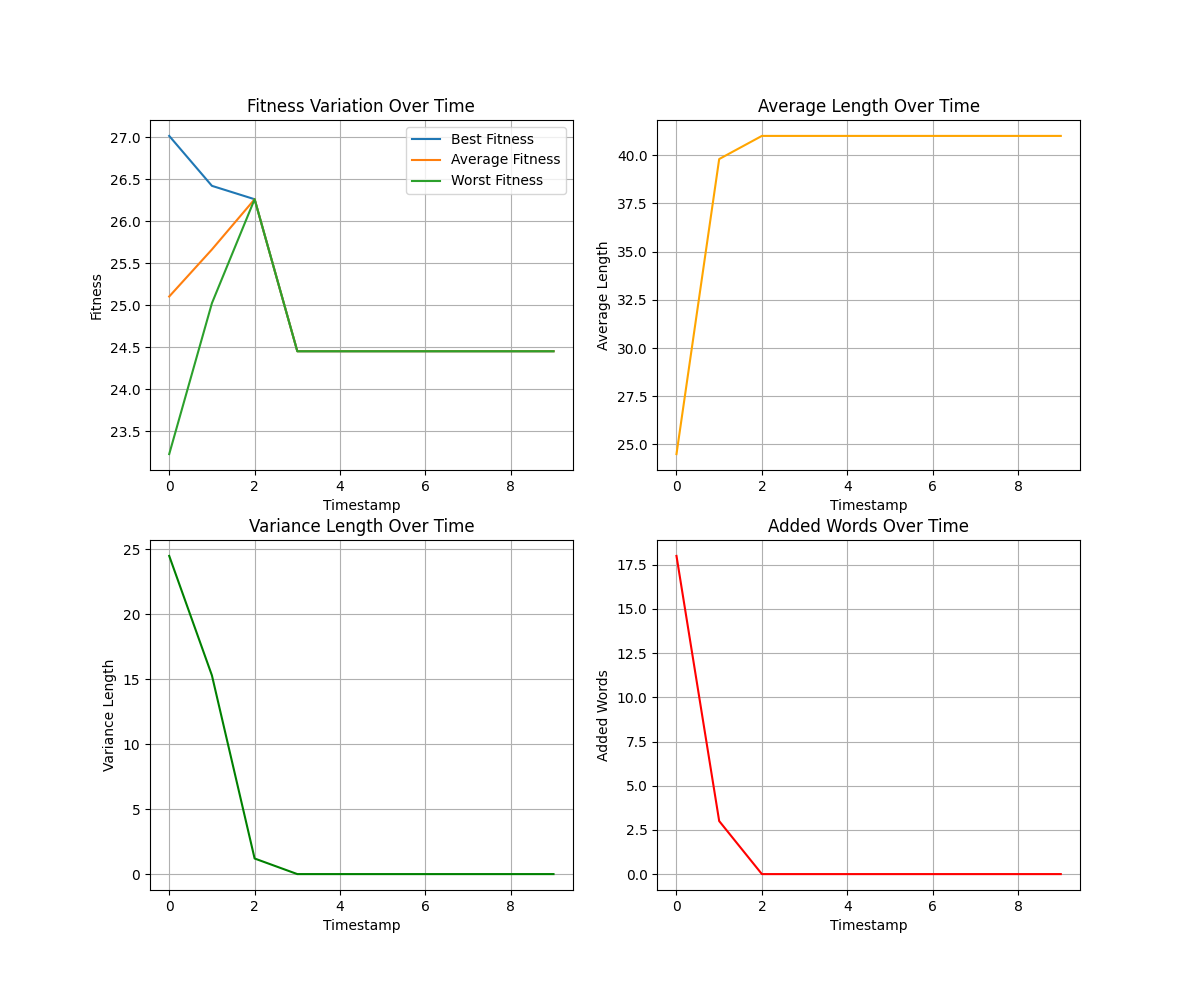 Fitness Variation Over Time
27.0
26.5
26.0
25.5
25.0
24.5
24.0
23.5
Fitness
0 2 4 6 8
Timestamp
Best Fitness
Average Fitness
Worst Fitness
Average Length Over Time
40.0
37.5
35.0
32.5
30.0
27.5
25.0
Average Length
0 2 4 6 8
Timestamp
Variance Length Over Time
25
20
15
10
5
0
Variance Length
0 2 4 6 8
Timestamp
Added Words Over Time
17.5
15.0
12.5
10.0
7.5
5.0
2.5
0.0
Added Words
0 2 4 6 8
Timestamp